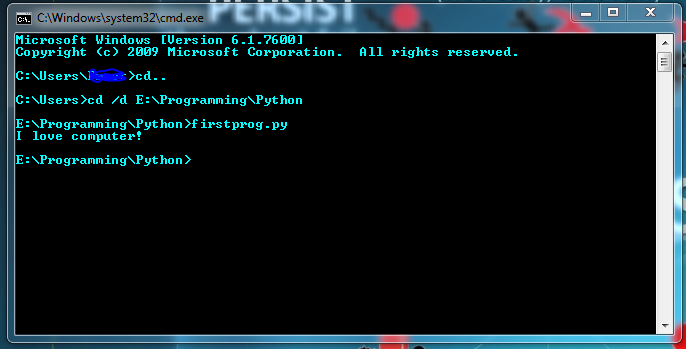 PERSIST
C:\Windows\system32\cmd.exe
Microsoft Windows [Version 6.1.7600]
Copyright (c) 2009 Microsoft Corporation.  All rights reserved.
C:\Users\>cd..
C:\Users>cd /d E:\Programming\Python
E:\Programming\Python>firstprog.py
I love computer!
E:\Programming\Python>